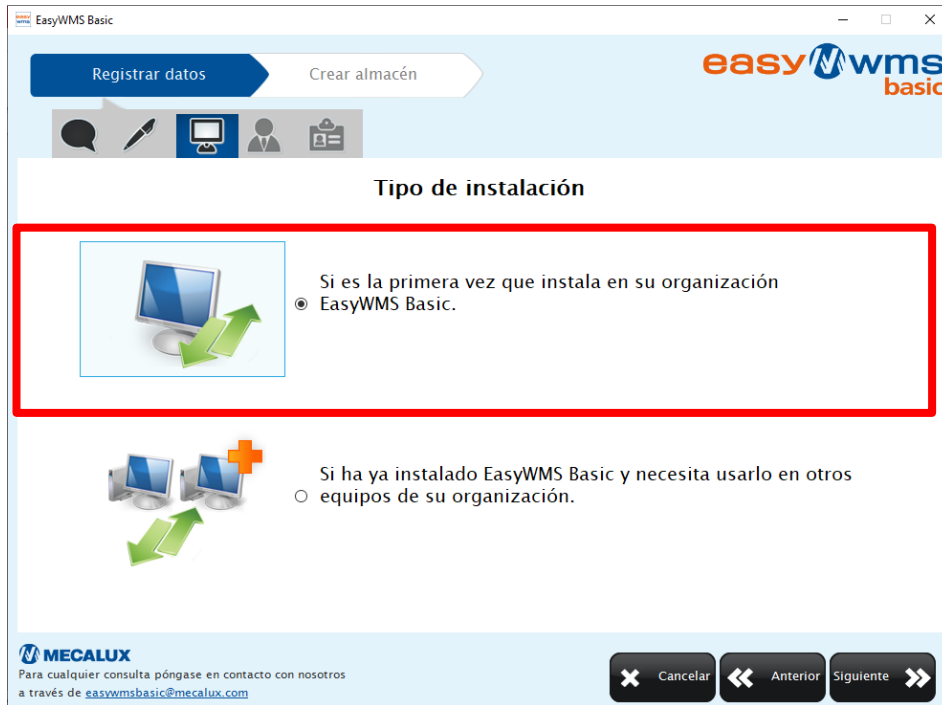 EasyWMS Basic
Registrar datos
Crear almacén
easy wms
basic
Tipo de instalación
Si es la primera vez que instala en su organización
EasyWMS Basic.
Si ha ya instalado EasyWMS Basic y necesita usarlo en otros
equipos de su organización.
MECALUX
Para cualquier consulta póngase en contacto con nosotros
a través de easywmsbasic@mecalux.com
Cancelar
Anterior
Siguiente